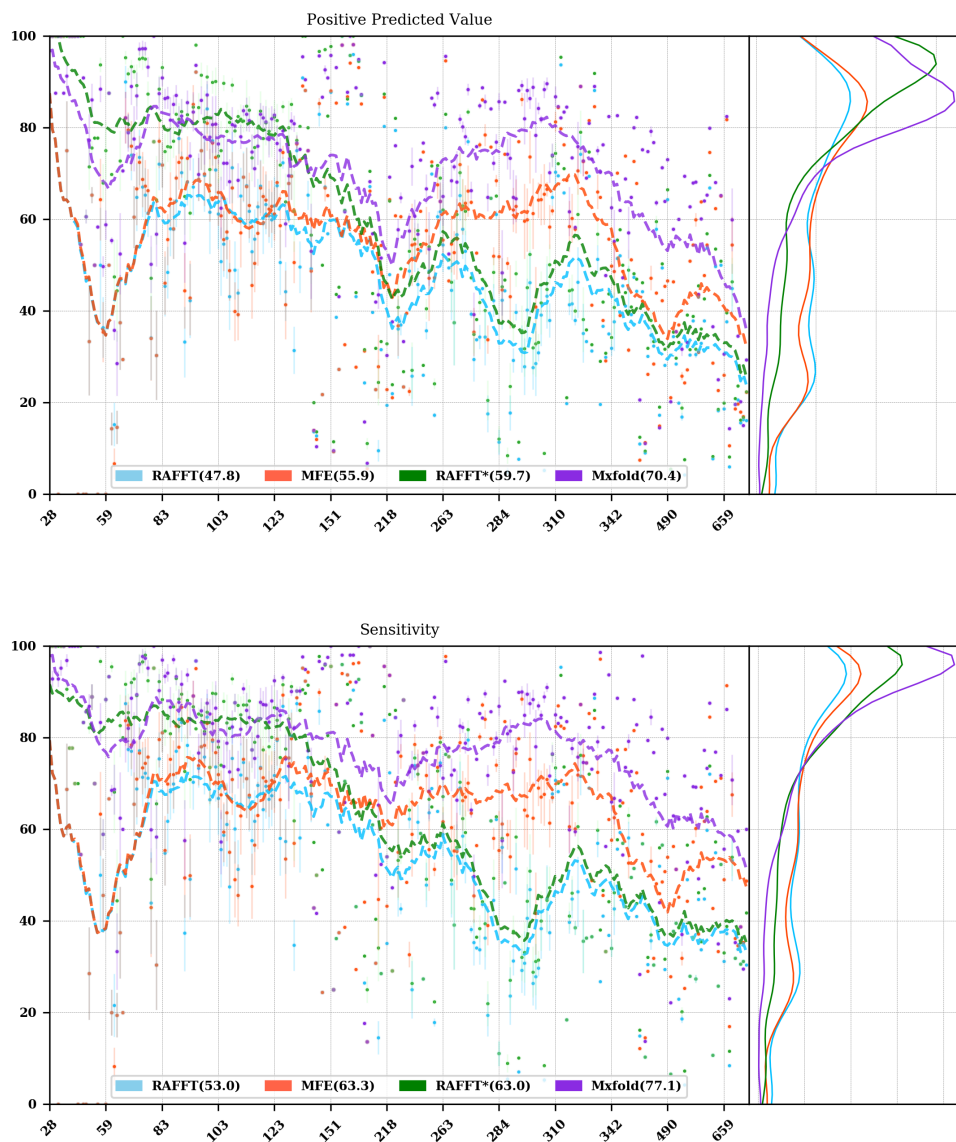 Positive Predicted Value
100
80
60
40
20
0
RAFFT(47.8) MFE(55.9) RAFFT*(59.7) Mxfold(70.4)
28 59 83 103 123 151 218 263 284 310 342 490 659
Sensitivity
100
80
60
40
20
0
RAFFT(53.0) MFE(63.3) RAFFT*(63.0) Mxfold(77.1)
28 59 83 103 123 151 218 263 284 310 342 490 659